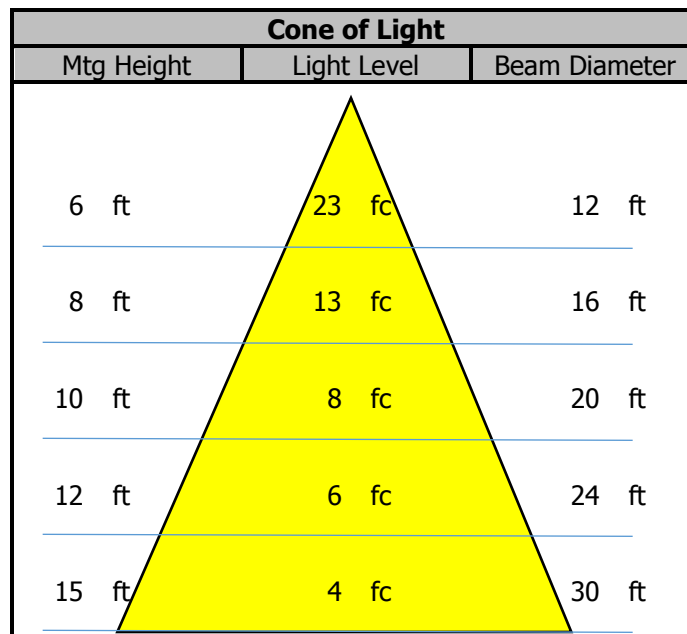 Cone of Light
Mtg Height Light Level Beam Diameter
6 ft 23 fc 12 ft
8 ft 13 fc 16 ft
10 ft 8 fc 20 ft
12 ft 6 fc 24 ft
15 ft 4 fc 30 ft